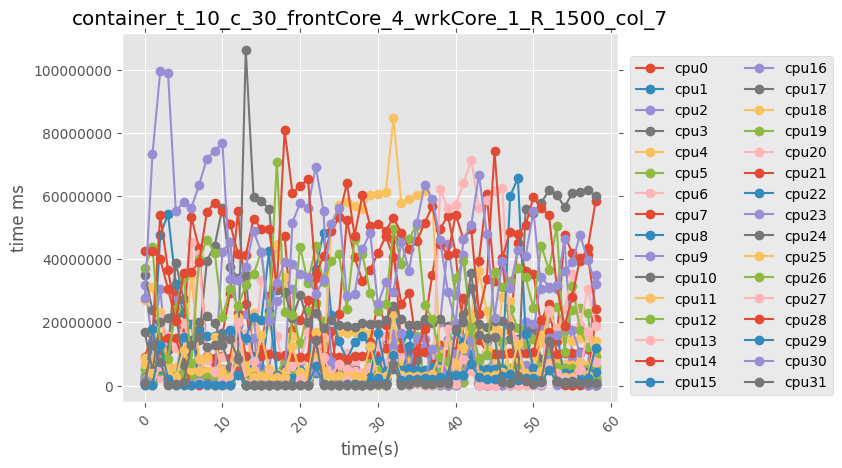 container_t_10_c_30_frontCore_4_wrkCore_1_R_1500_col_7
time ms
100000000
80000000
60000000
40000000
20000000
0
0
10
20
30
40
50
60
time(s)
cpu0
cpu1
cpu2
cpu3
cpu4
cpu5
cpu6
cpu7
cpu8
cpu9
cpu10
cpu11
cpu12
cpu13
cpu14
cpu15
cpu16
cpu17
cpu18
cpu19
cpu20
cpu21
cpu22
cpu23
cpu24
cpu25
cpu26
cpu27
cpu28
cpu29
cpu30
cpu31